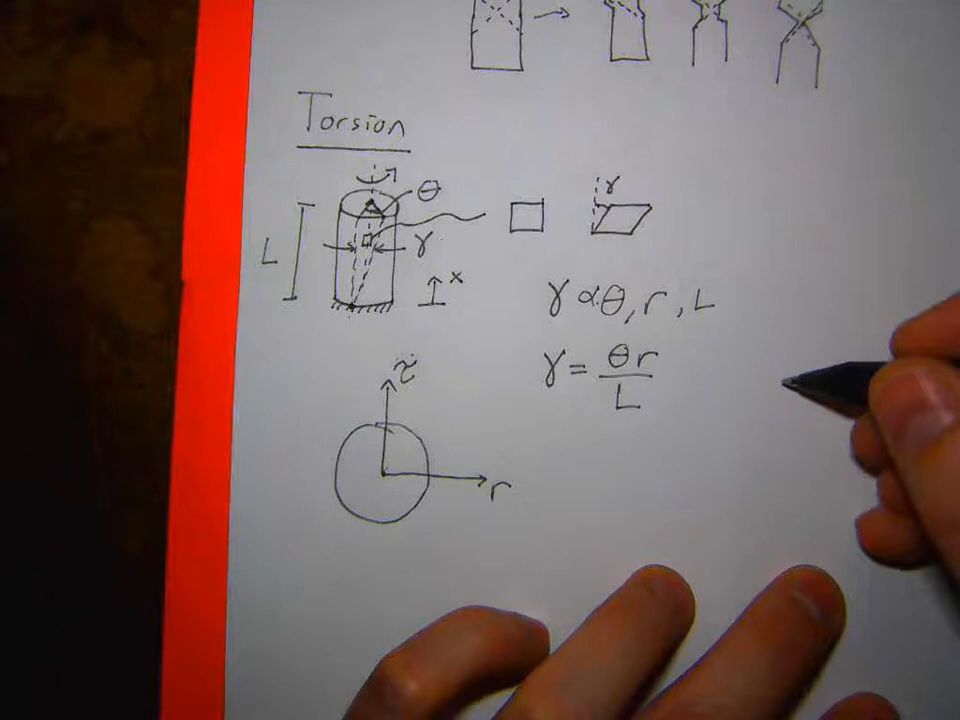 Torsion
θ
γ
L
γ
x
γ ∝ θ, r, L
γ = θr/L
τ
r